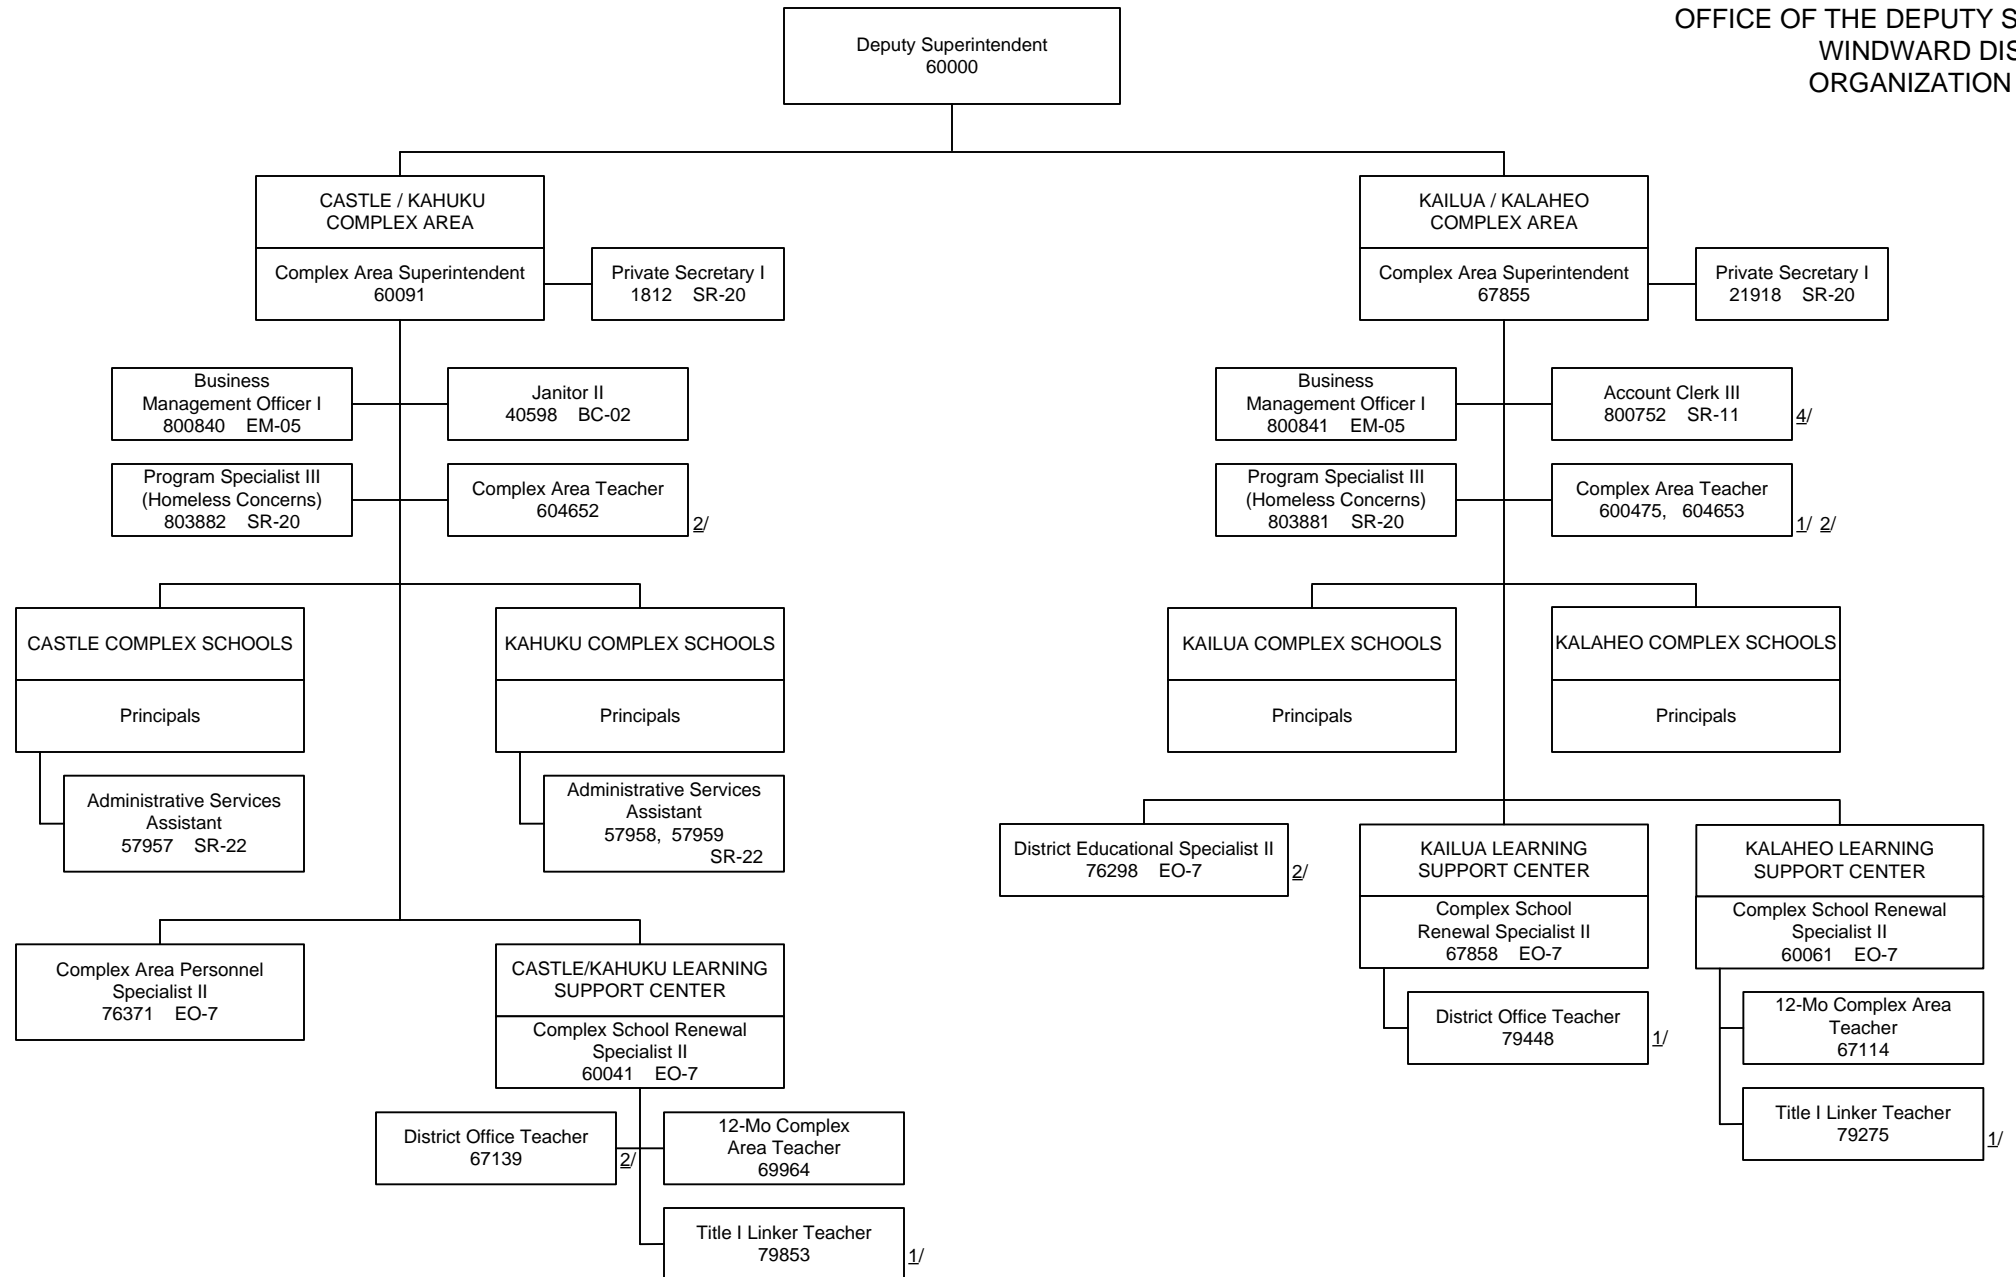 OFFICE OF THE DEPUTY S
WINDWARD DIS
ORGANIZATION
Deputy Superintendent
60000
CASTLE / KAHUKU
COMPLEX AREA
Complex Area Superintendent
60091
Private Secretary I
1812 SR-20
Business
Management Officer I
800840 EM-05
Janitor II
40598 BC-02
Program Specialist III
(Homeless Concerns)
803882 SR-20
Complex Area Teacher
604652
2/
CASTLE COMPLEX SCHOOLS
Principals
Administrative Services
Assistant
57957 SR-22
KAHUKU COMPLEX SCHOOLS
Principals
Administrative Services
Assistant
57958, 57959
SR-22
Complex Area Personnel
Specialist II
76371 EO-7
CASTLE/KAHUKU LEARNING
SUPPORT CENTER
Complex School Renewal
Specialist II
60041 EO-7
District Office Teacher
67139
2/
12-Mo Complex
Area Teacher
69964
Title I Linker Teacher
79853
1/
KAILUA / KALAHEO
COMPLEX AREA
Complex Area Superintendent
67855
Private Secretary I
21918 SR-20
Business
Management Officer I
800841 EM-05
Account Clerk III
800752 SR-11
4/
Program Specialist III
(Homeless Concerns)
803881 SR-20
Complex Area Teacher
600475, 604653
1/ 2/
KAILUA COMPLEX SCHOOLS
Principals
KALAHEO COMPLEX SCHOOLS
Principals
District Educational Specialist II
76298 EO-7
2/
KAILUA LEARNING
SUPPORT CENTER
Complex School
Renewal Specialist II
67858 EO-7
District Office Teacher
79448
1/
KALAHEO LEARNING
SUPPORT CENTER
Complex School Renewal
Specialist II
60061 EO-7
12-Mo Complex Area
Teacher
67114
Title I Linker Teacher
79275
1/